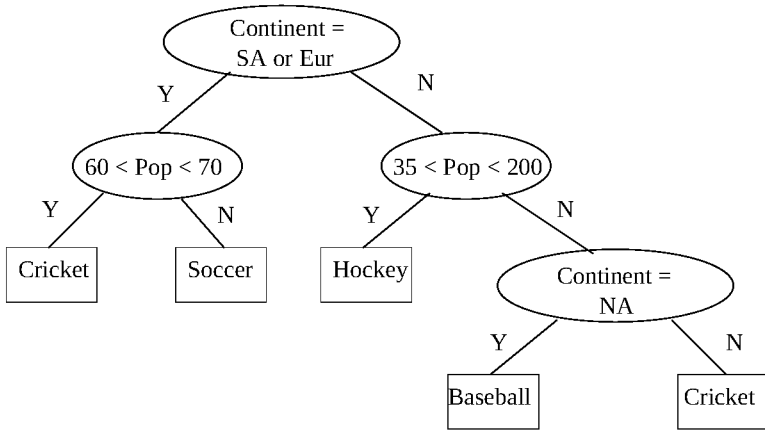 Continent =
SA or Eur
Y
N
60 < Pop < 70
35 < Pop < 200
Y
N
Y
N
Cricket
Soccer
Hockey
Continent =
NA
Y
N
Baseball
Cricket